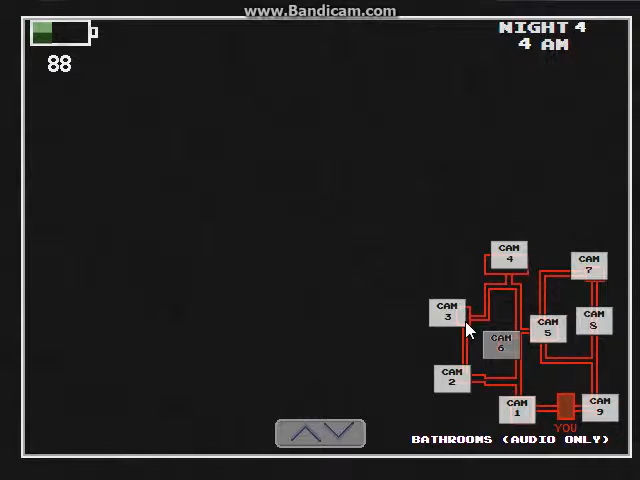 www.Bandicam.com
NIGHT 4
4 AM
88
CAM 4
CAM 7
CAM 3
CAM 8
CAM 5
CAM 6
CAM 2
CAM 1
CAM 9
YOU
BATHROOMS (AUDIO ONLY)